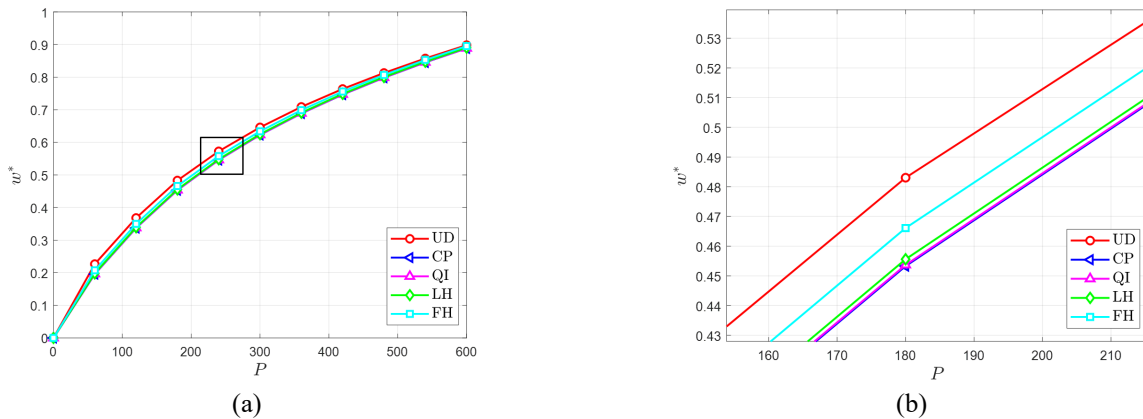 1
0.9
0.8
0.7
0.6
0.5
0.4
0.3
0.2
0.1
0
w*
0 100 200 300 400 500 600
P
UD
CP
QI
LH
FH
(a)
0.53
0.52
0.51
0.5
0.49
0.48
0.47
0.46
0.45
0.44
0.43
w*
160 170 180 190 200 210
P
UD
CP
QI
LH
FH
(b)